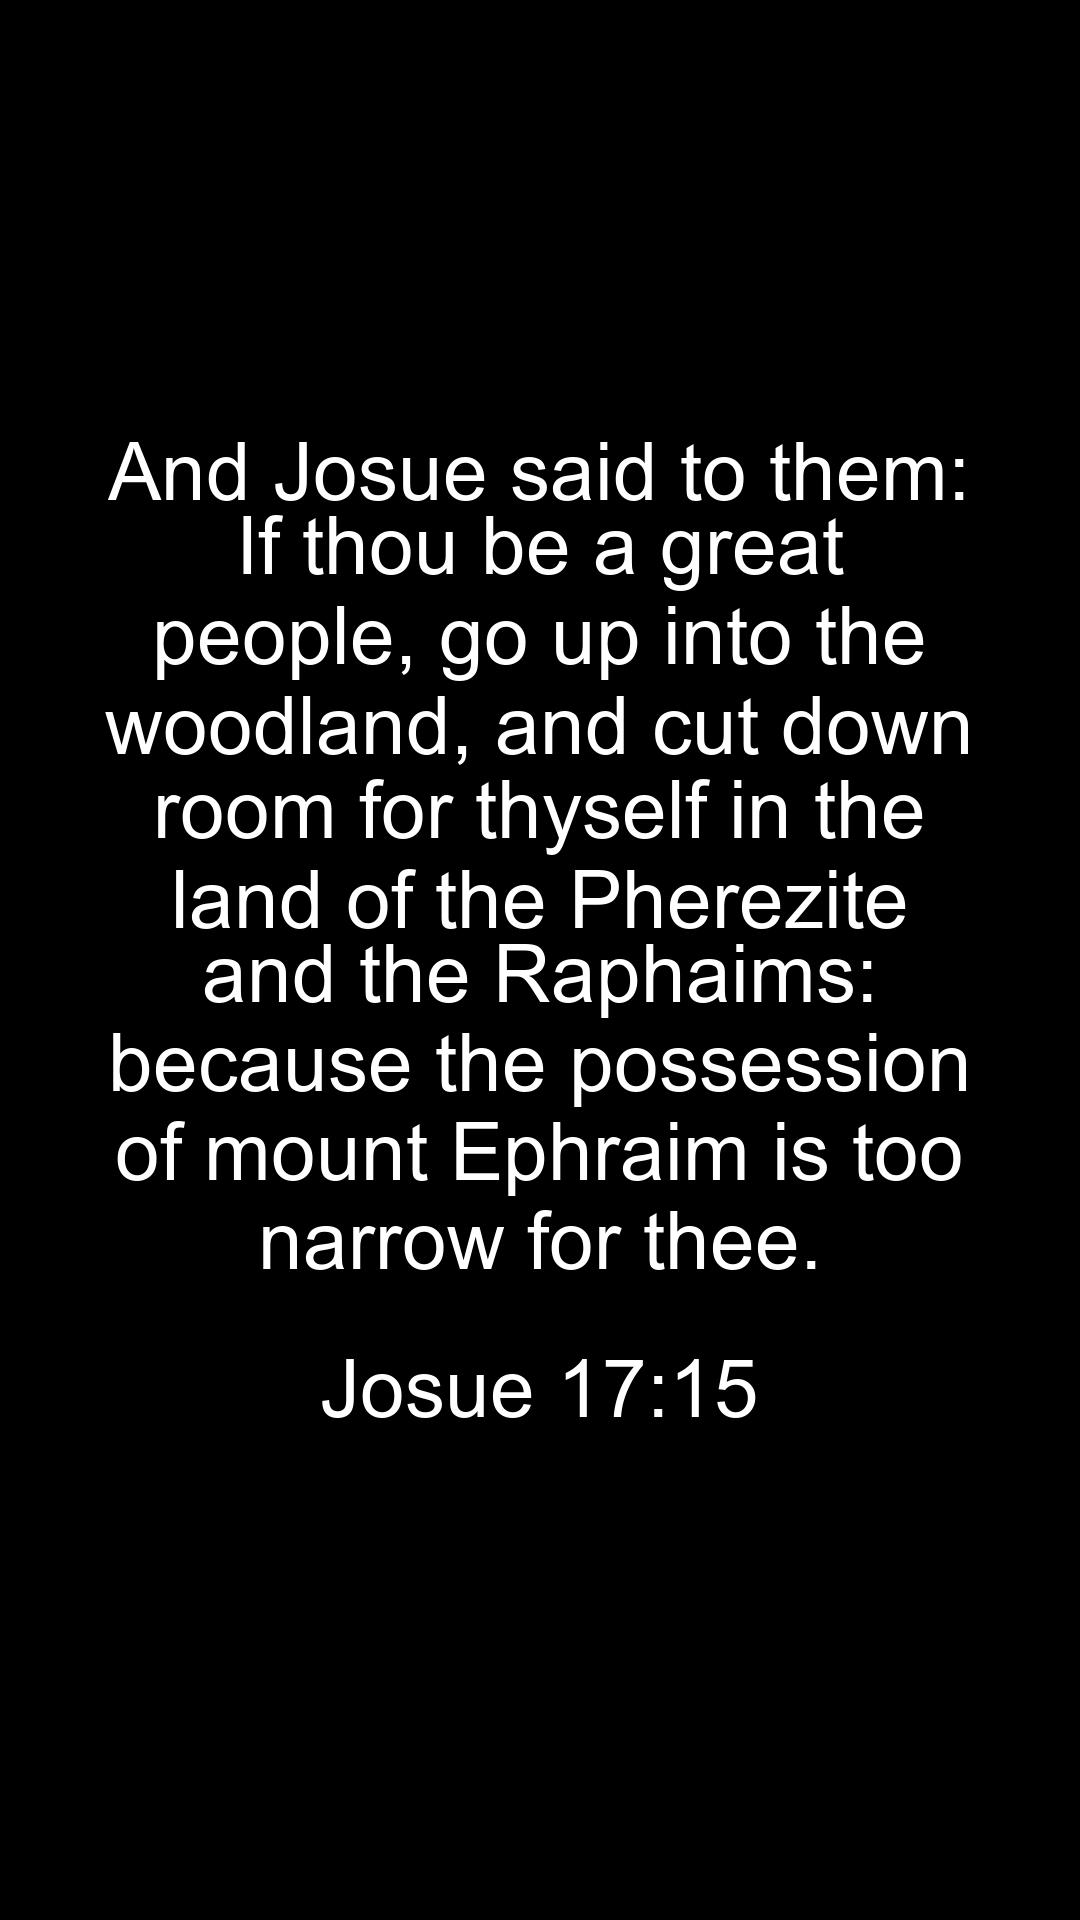 And Josue said to them:
If thou be a great
people, go up into the
woodland, and cut down
room for thyself in the
land of the Pherezite
and the Raphaims:
because the possession
of mount Ephraim is too
narrow for thee.
Josue 17:15